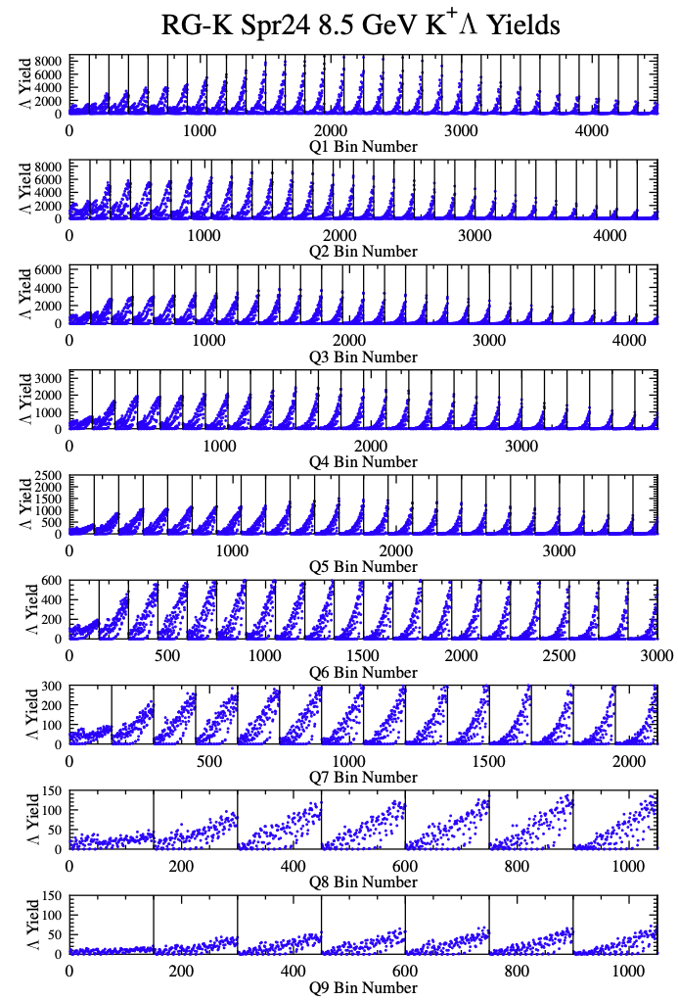 RG-K Spr24 8.5 GeV K+Λ Yields
Λ Yield
8000
6000
4000
2000
0
0 1000 2000 3000 4000
Q1 Bin Number
Λ Yield
8000
6000
4000
2000
0
0 1000 2000 3000 4000
Q2 Bin Number
Λ Yield
6000
4000
2000
0
0 1000 2000 3000 4000
Q3 Bin Number
Λ Yield
3000
2000
1000
0
0 1000 2000 3000
Q4 Bin Number
Λ Yield
2500
2000
1500
1000
500
0
0 1000 2000 3000
Q5 Bin Number
Λ Yield
600
400
200
0
0 500 1000 1500 2000 2500 3000
Q6 Bin Number
Λ Yield
300
200
100
0
0 500 1000 1500 2000
Q7 Bin Number
Λ Yield
150
100
50
0
0 200 400 600 800 1000
Q8 Bin Number
Λ Yield
150
100
50
0
0 200 400 600 800 1000
Q9 Bin Number